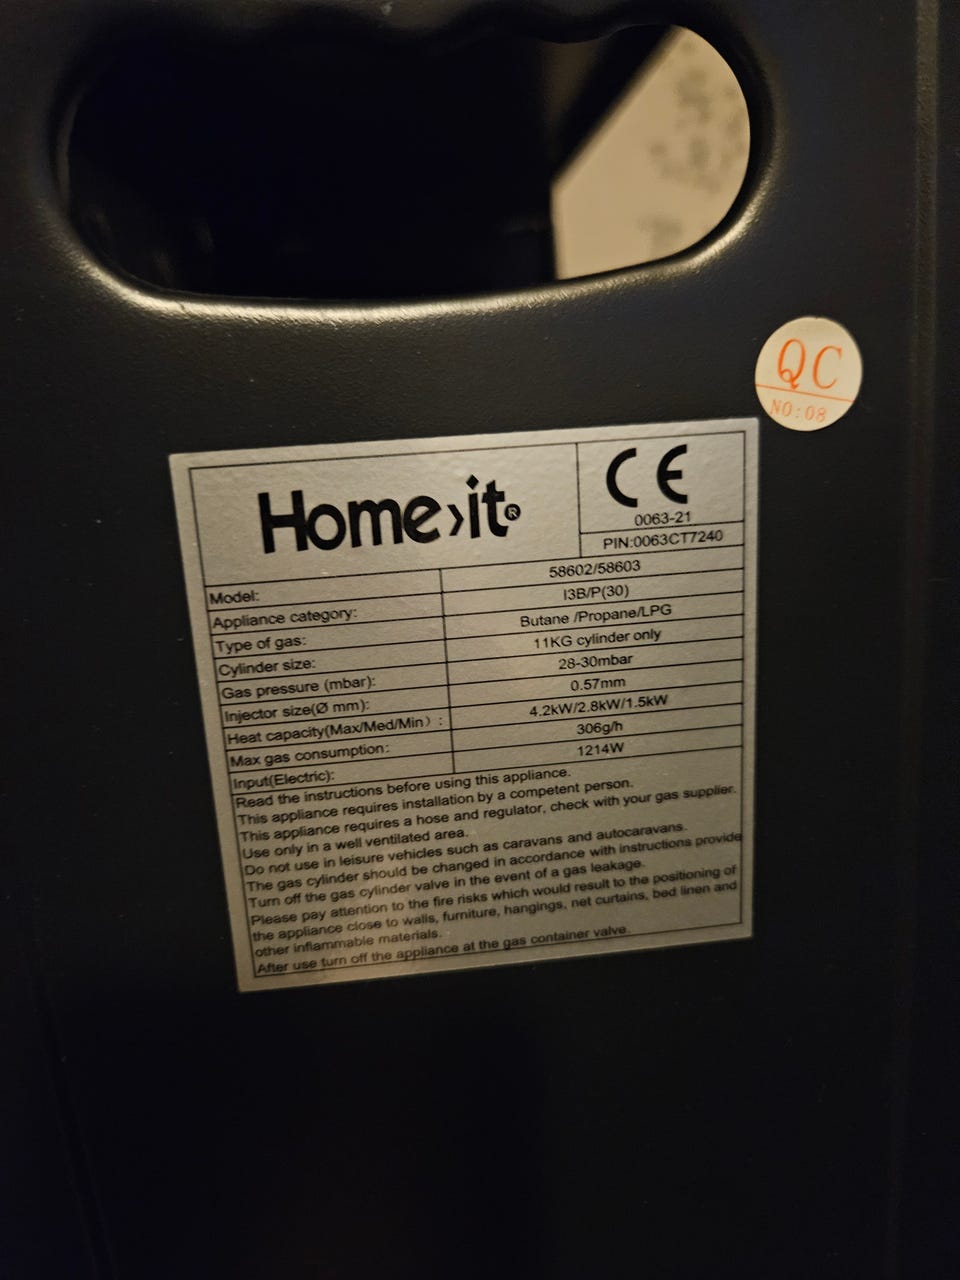 QC
NO:08
Home›it®
CE
0063-21
PIN:0063CT7240
Model: 58602/58603
Appliance category: I3B/P(30)
Type of gas: Butane /Propane/LPG
Cylinder size: 11KG cylinder only
Gas pressure (mbar): 28-30mbar
Injector size(Ø mm): 0.57mm
Heat capacity(Max/Med/Min) : 4.2kW/2.8kW/1.5kW
Max gas consumption: 306g/h
Input(Electric): 1214W
Read the instructions before using this appliance.
This appliance requires installation by a competent person.
This appliance requires a hose and regulator, check with your gas supplier.
Use only in a well ventilated area.
Do not use in leisure vehicles such as caravans and autocaravans.
The gas cylinder should be changed in accordance with instructions provide
Turn off the gas cylinder valve in the event of a gas leakage.
Please pay attention to the fire risks which would result to the positioning of
the appliance close to walls, furniture, hangings, net curtains, bed linen and
other inflammable materials.
After use turn off the appliance at the gas container valve.